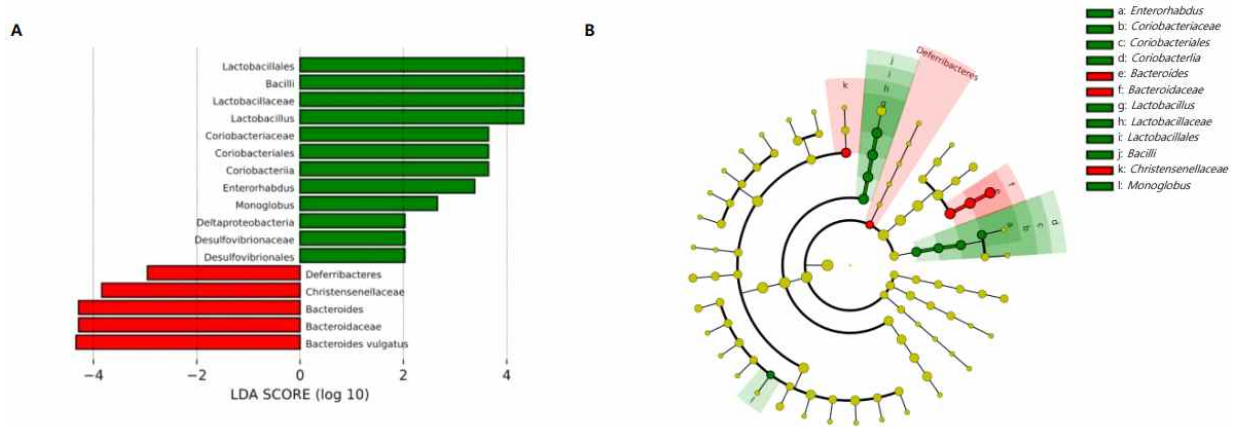 A
Lactobacillales
Bacilli
Lactobacillaceae
Lactobacillus
Coriobacteriaceae
Coriobacteriales
Coriobacteriia
Enterorhabdus
Monoglobus
Deltaproteobacteria
Desulfovibrionaceae
Desulfovibrionales
Deferribacteres
Christensenellaceae
Bacteroides
Bacteroidaceae
Bacteroides vulgatus
−4 −2 0 2 4
LDA SCORE (log 10)
B
Deferribacteres
j
i
h
g
k
f
e
d
c
b
a
l
a: Enterorhabdus
b: Coriobacteriaceae
c: Coriobacteriales
d: Coriobacterlia
e: Bacteroides
f: Bacteroidaceae
g: Lactobacillus
h: Lactobacillaceae
i: Lactobacillales
j: Bacilli
k: Christensenellaceae
l: Monoglobus